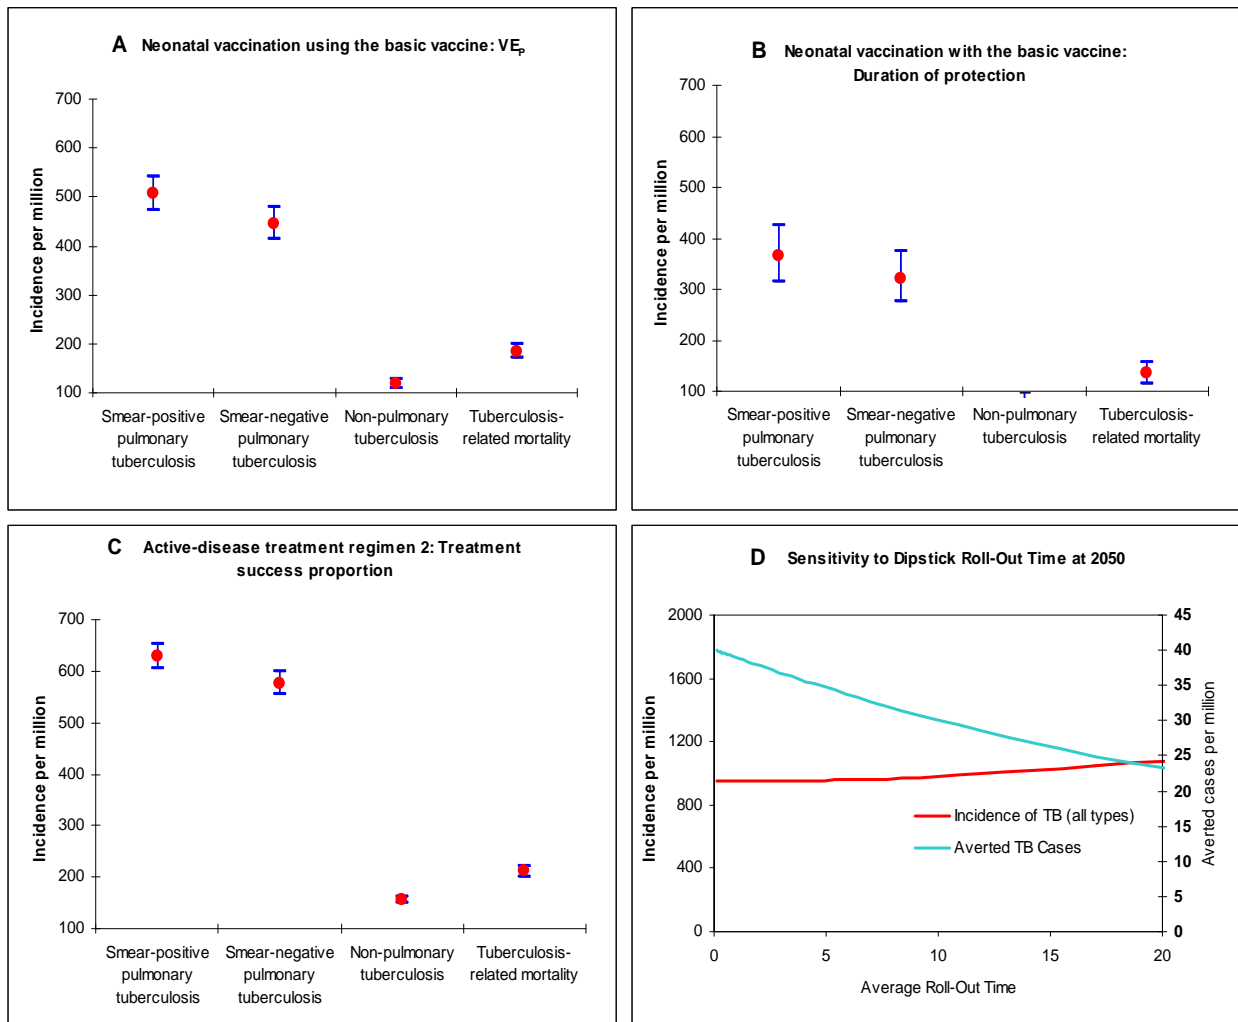 A Neonatal vaccination using the basic vaccine: VEP
Incidence per million
700
600
500
400
300
200
100
Smear-positive pulmonary tuberculosis
Smear-negative pulmonary tuberculosis
Non-pulmonary tuberculosis
Tuberculosis-related mortality
B Neonatal vaccination with the basic vaccine:
Duration of protection
Incidence per million
700
600
500
400
300
200
100
Smear-positive pulmonary tuberculosis
Smear-negative pulmonary tuberculosis
Non-pulmonary tuberculosis
Tuberculosis-related mortality
C Active-disease treatment regimen 2: Treatment
success proportion
Incidence per million
700
600
500
400
300
200
100
Smear-positive pulmonary tuberculosis
Smear-negative pulmonary tuberculosis
Non-pulmonary tuberculosis
Tuberculosis-related mortality
D Sensitivity to Dipstick Roll-Out Time at 2050
Incidence per million
2000
1600
1200
800
400
0
Incidence of TB (all types)
Averted TB Cases
45
40
35
30
25
20
15
10
5
0
Averted cases per million
0 5 10 15 20
Average Roll-Out Time